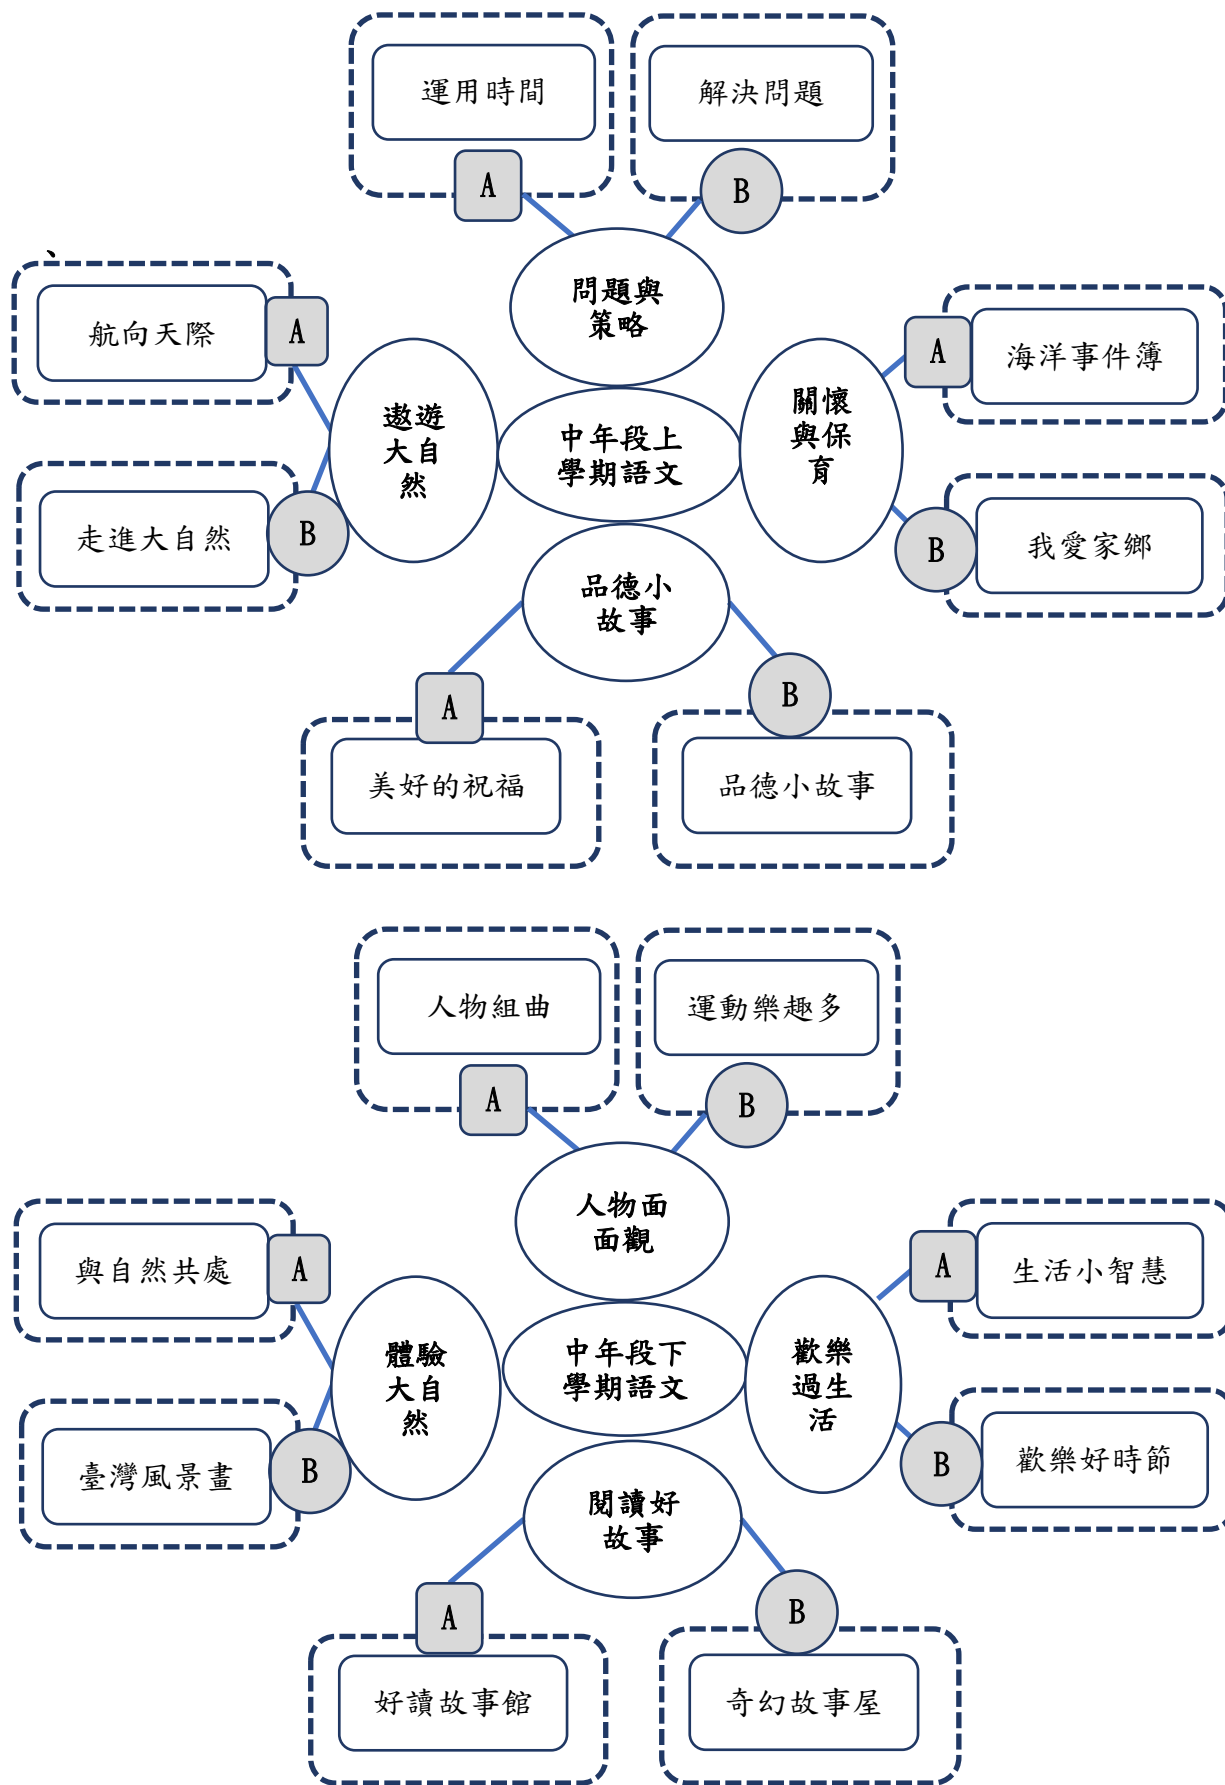 運用時間
解決問題
A
B
、
問題與
策略
航向天際
A
A
海洋事件簿
遨遊
大自
然
中年段上
學期語文
關懷
與保
育
走進大自然
B
B
我愛家鄉
品德小
故事
A
B
美好的祝福
品德小故事
人物組曲
運動樂趣多
A
B
人物面
面觀
與自然共處
A
A
生活小智慧
體驗
大自
然
中年段下
學期語文
歡樂
過生
活
臺灣風景畫
B
B
歡樂好時節
閱讀好
故事
A
B
好讀故事館
奇幻故事屋